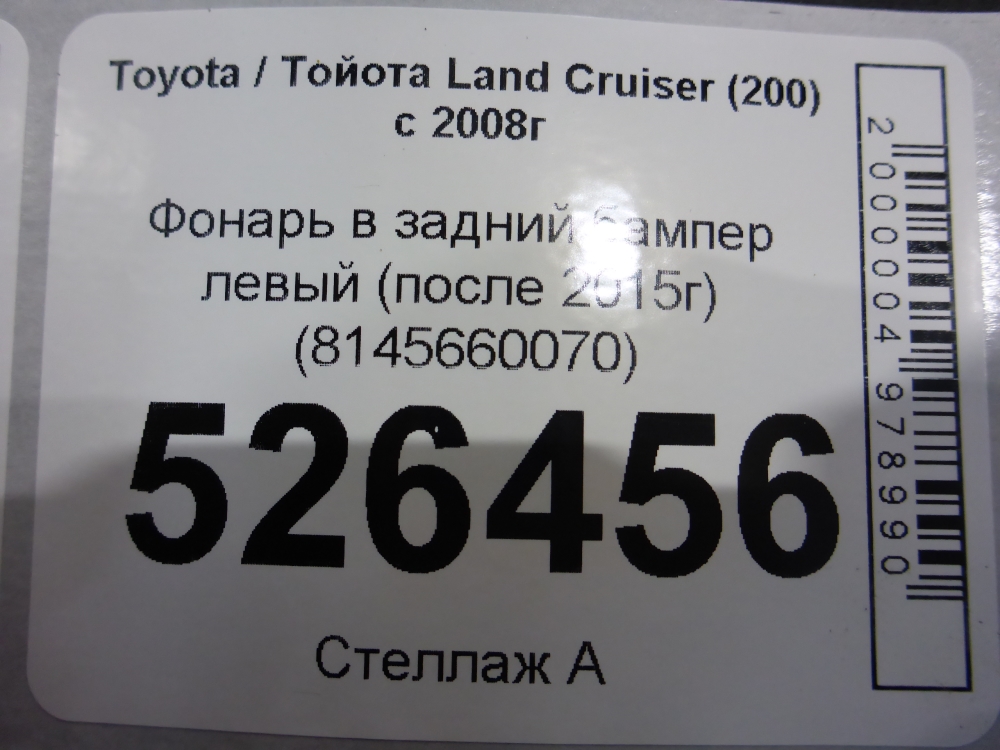 Toyota / Тойота Land Cruiser (200)
с 2008г
Фонарь в задний бампер
левый (после 2015г)
(8145660070)
526456
Стеллаж А
2000004978990